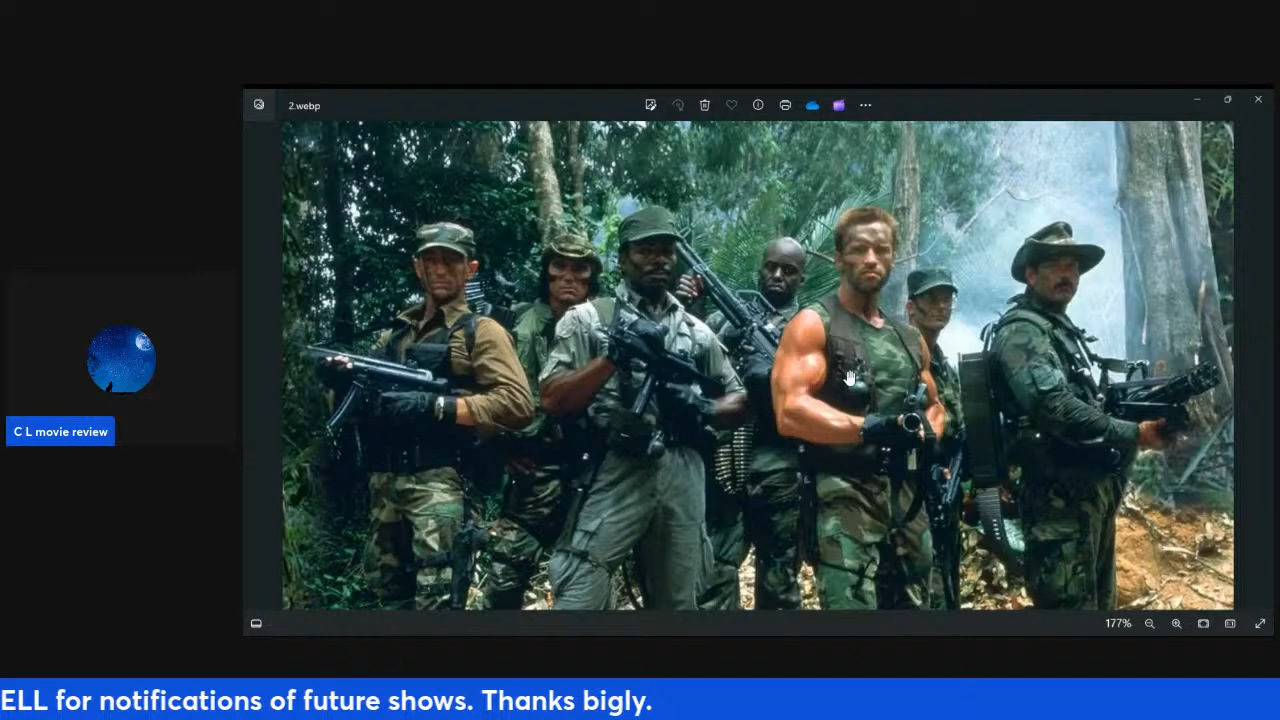 2.webp
C L movie review
177%
ELL for notifications of future shows. Thanks bigly.